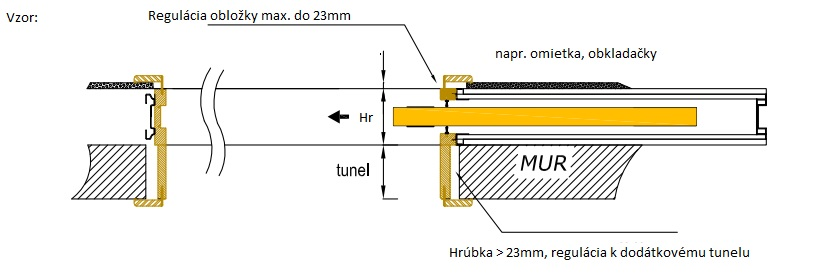 Vzor:
Regulácia obložky max. do 23mm
napr. omietka, obkladačky
Hr
tunel
MUR
Hrúbka > 23mm, regulácia k dodátkovému tunelu